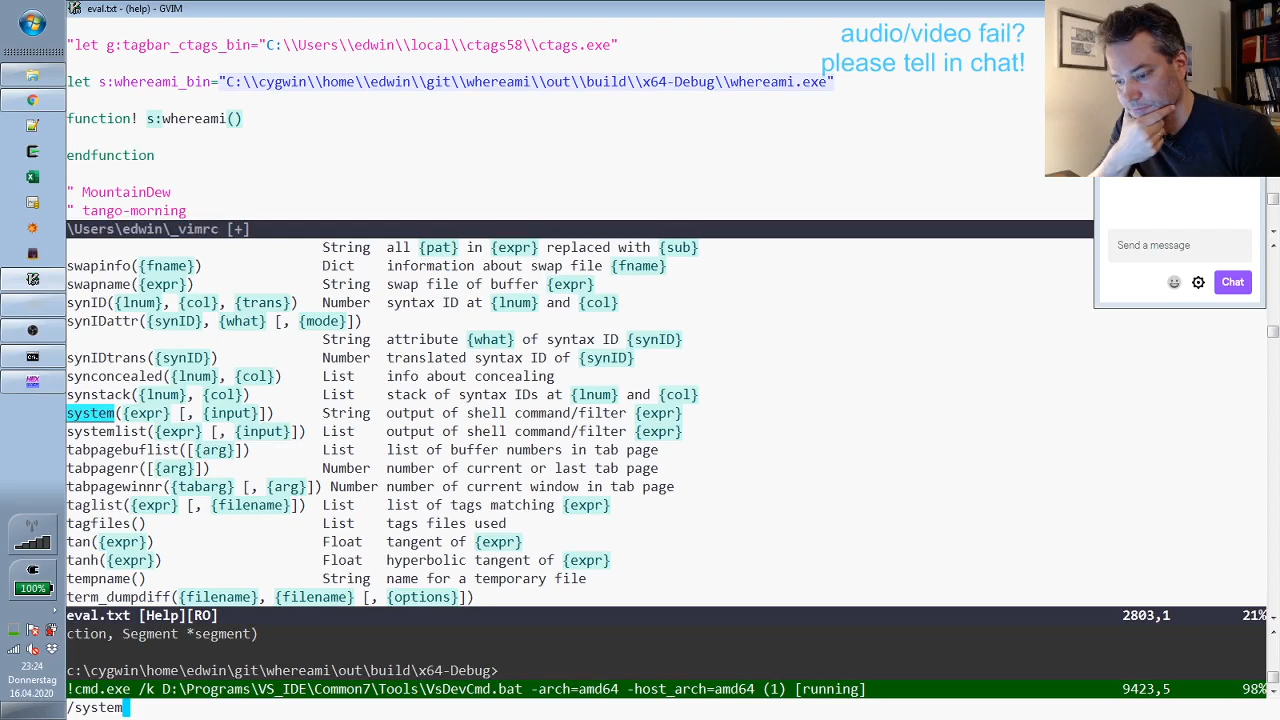 eval.txt - (help) - GVIM
"let g:tagbar_ctags_bin="C:\\Users\\edwin\\local\\ctags58\\ctags.exe"
audio/video fail?
please tell in chat!
let s:whereami_bin="C:\\cygwin\\home\\edwin\\git\\whereami\\out\\build\\x64-Debug\\whereami.exe"
function! s:whereami()
endfunction
" MountainDew
" tango-morning
\Users\edwin\_vimrc [+]
Send a message
Chat
String all {pat} in {expr} replaced with {sub}
swapinfo({fname}) Dict information about swap file {fname}
swapname({expr}) String swap file of buffer {expr}
synID({lnum}, {col}, {trans}) Number syntax ID at {lnum} and {col}
synIDattr({synID}, {what} [, {mode}])
String attribute {what} of syntax ID {synID}
synIDtrans({synID}) Number translated syntax ID of {synID}
synconcealed({lnum}, {col}) List info about concealing
synstack({lnum}, {col}) List stack of syntax IDs at {lnum} and {col}
system({expr} [, {input}]) String output of shell command/filter {expr}
systemlist({expr} [, {input}]) List output of shell command/filter {expr}
tabpagebuflist([{arg}]) List list of buffer numbers in tab page
tabpagenr([{arg}]) Number number of current or last tab page
tabpagewinnr({tabarg} [, {arg}]) Number number of current window in tab page
taglist({expr} [, {filename}]) List list of tags matching {expr}
tagfiles() List tags files used
tan({expr}) Float tangent of {expr}
tanh({expr}) Float hyperbolic tangent of {expr}
tempname() String name for a temporary file
term_dumpdiff({filename}, {filename} [, {options}])
eval.txt [Help][RO] 2803,1 21%
ction, Segment *segment)
c:\cygwin\home\edwin\git\whereami\out\build\x64-Debug>
!cmd.exe /k D:\Programs\VS_IDE\Common7\Tools\VsDevCmd.bat -arch=amd64 -host_arch=amd64 (1) [running] 9423,5 98%
/system
HEX
100%
23:24
Donnerstag
16.04.2020